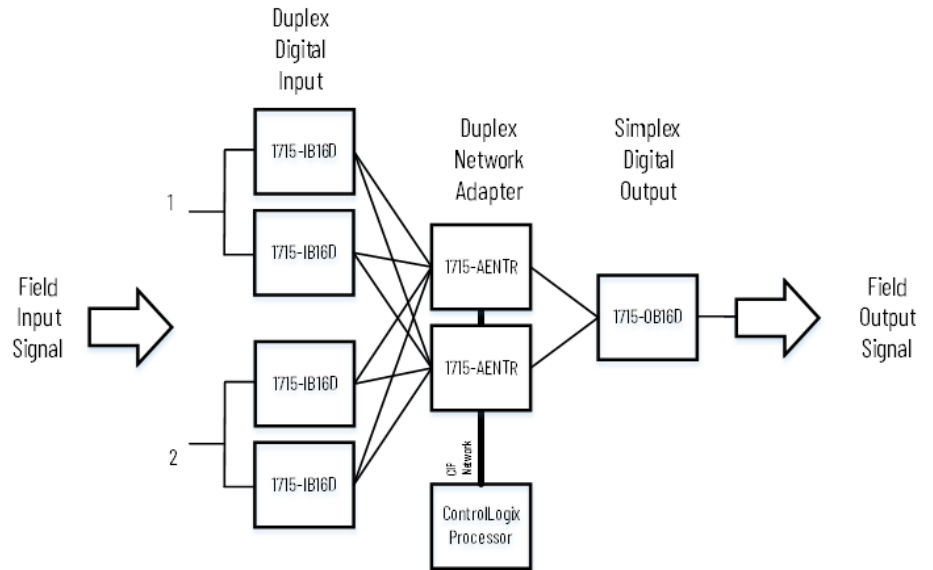 Duplex
Digital
Input
1715-IB16D
1
1715-IB16D
Field
Input
Signal
1715-IB16D
2
1715-IB16D
Duplex
Network
Adapter
1715-AENTR
1715-AENTR
CIP
Network
ControlLogix
Processor
Simplex
Digital
Output
1715-OB16D
Field
Output
Signal